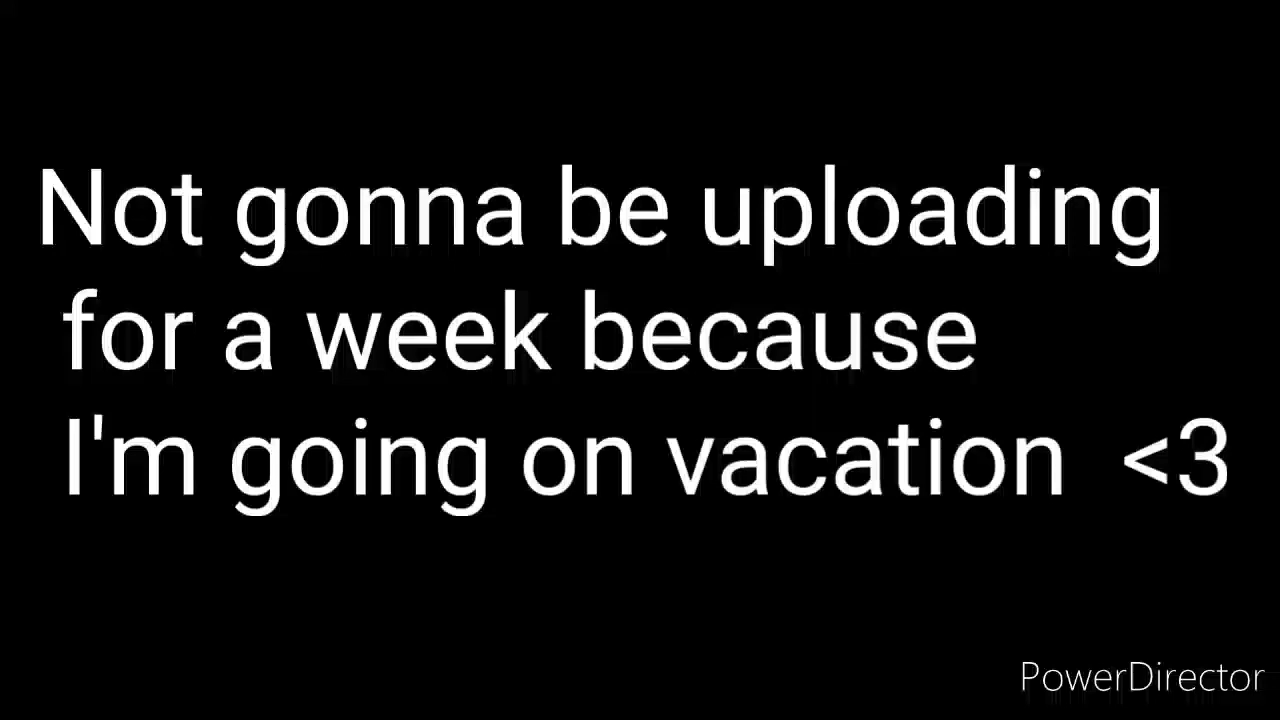 Not gonna be uploading
for a week because
I'm going on vacation <3
PowerDirector